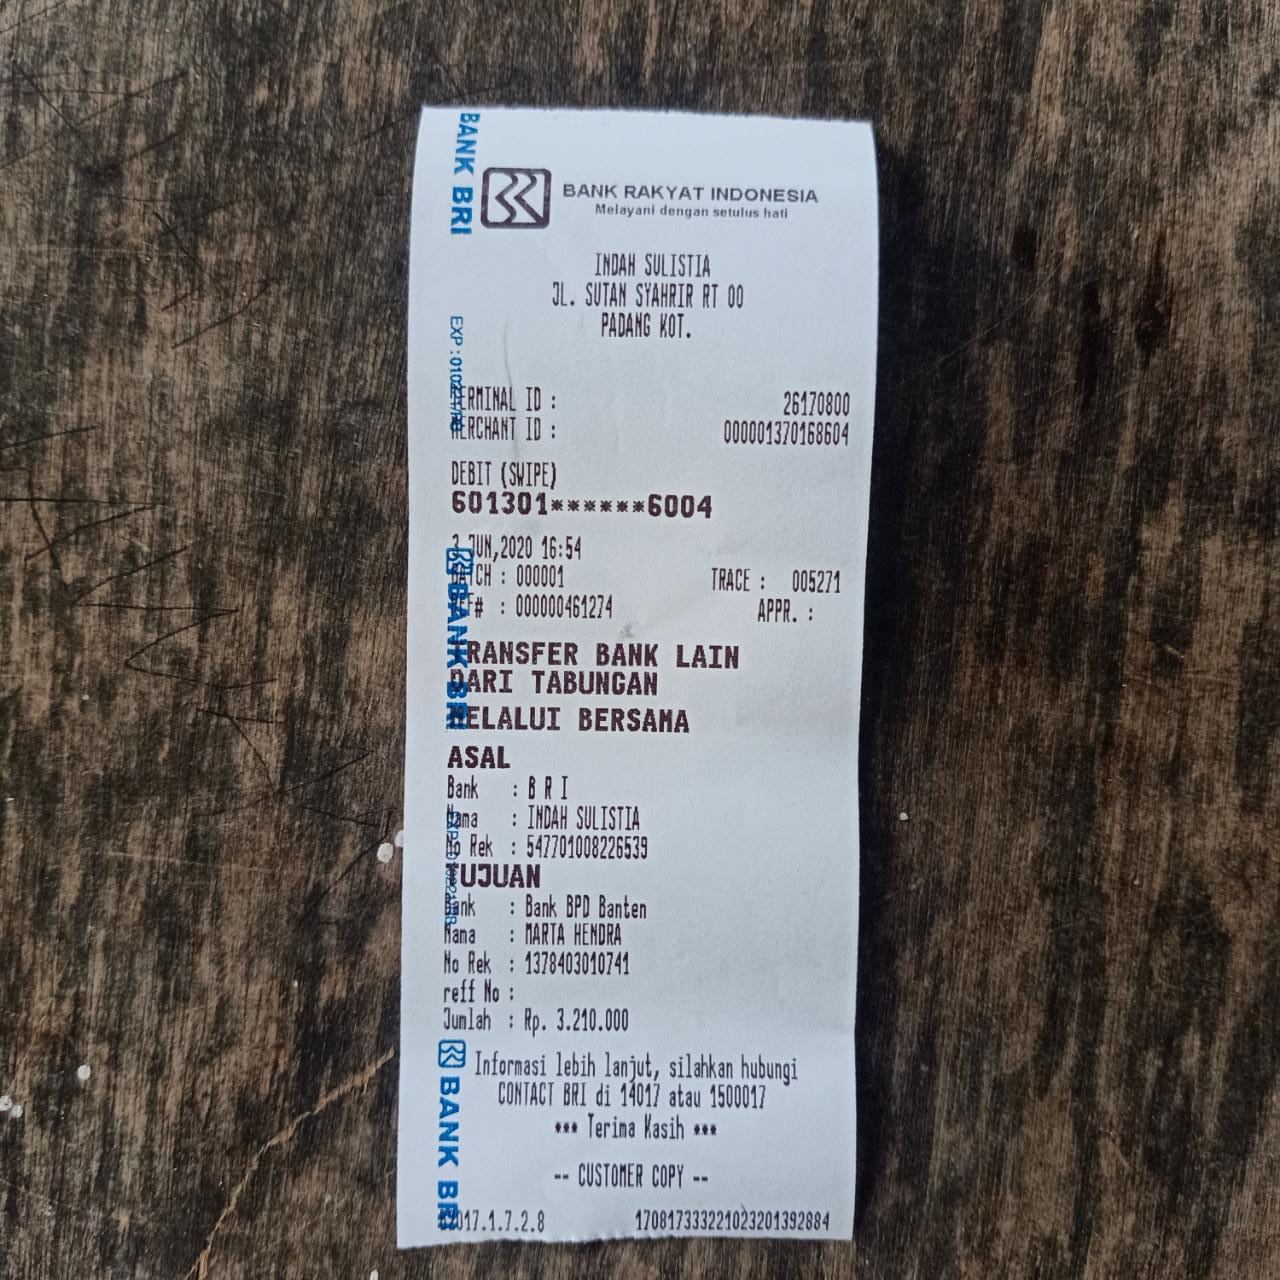 BANK BRI
BANK RAKYAT INDONESIA
Melayani dengan setulus hati
INDAH SULISTIA
JL. SUTAN SYAHRIR RT 00
PADANG KOT.
TERMINAL ID : 26170800
MERCHANT ID : 000001370168604
DEBIT (SWIPE)
601301******6004
JUN,2020 16:54
BATCH : 000001 TRACE : 005271
REF# : 000000461274 APPR. :
BANK BRI
TRANSFER BANK LAIN
DARI TABUNGAN
MELALUI BERSAMA
ASAL
Bank : B R I
Nama : INDAH SULISTIA
No Rek : 547701008226539
TUJUAN
Bank : Bank BPD Banten
Nama : MARTA HENDRA
No Rek : 1378403010741
reff No :
Jumlah : Rp. 3.210.000
Informasi lebih lanjut, silahkan hubungi
CONTACT BRI di 14017 atau 1500017
*** Terima Kasih ***
-- CUSTOMER COPY --
BANK BRI
17081733322102320139​2884